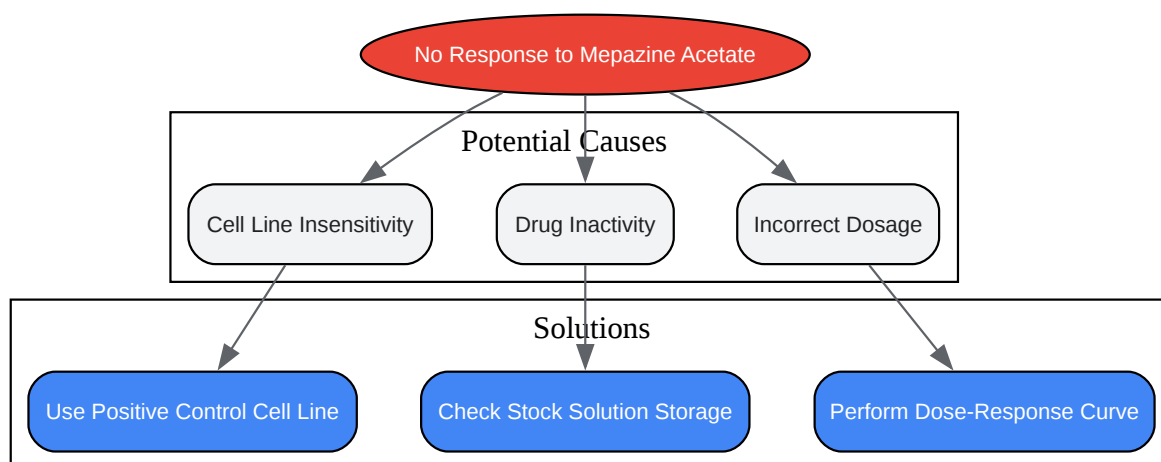 No Response to Mepazine Acetate
Potential Causes
Cell Line Insensitivity
Drug Inactivity
Incorrect Dosage
Solutions
Use Positive Control Cell Line
Check Stock Solution Storage
Perform Dose-Response Curve